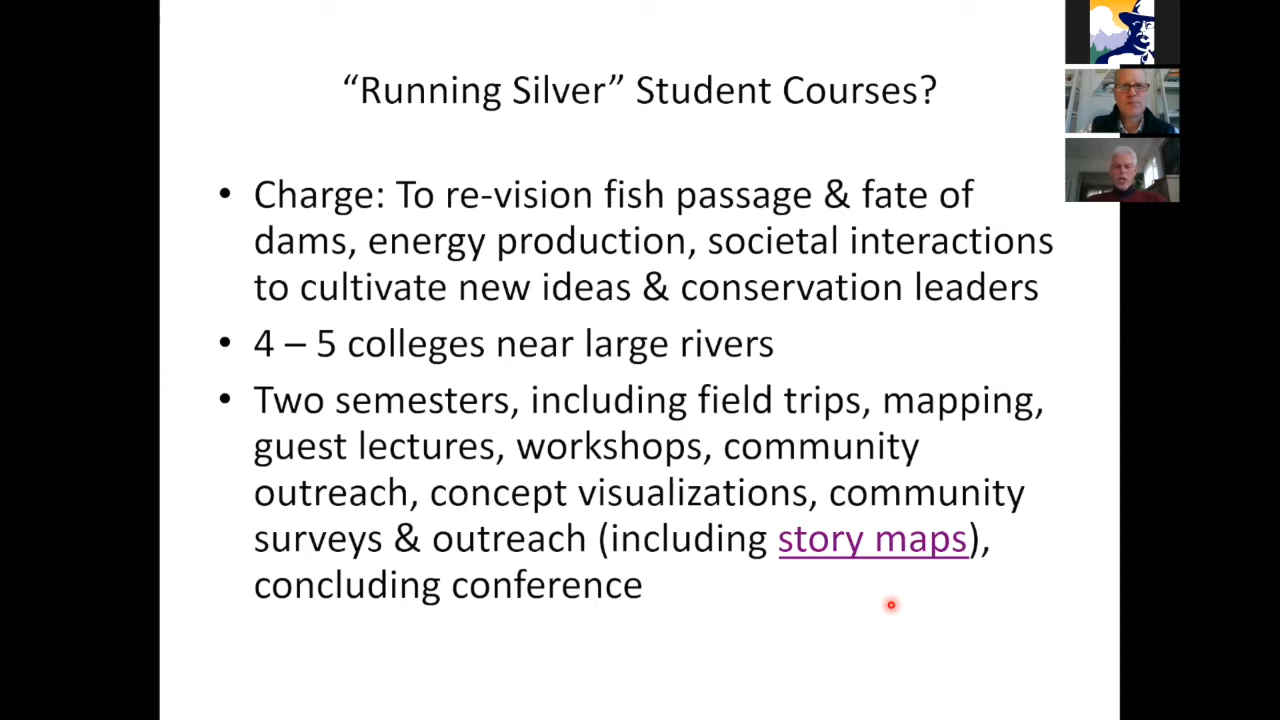 “Running Silver” Student Courses?
• Charge: To re-vision fish passage & fate of
dams, energy production, societal interactions
to cultivate new ideas & conservation leaders
• 4 – 5 colleges near large rivers
• Two semesters, including field trips, mapping,
guest lectures, workshops, community
outreach, concept visualizations, community
surveys & outreach (including story maps),
concluding conference